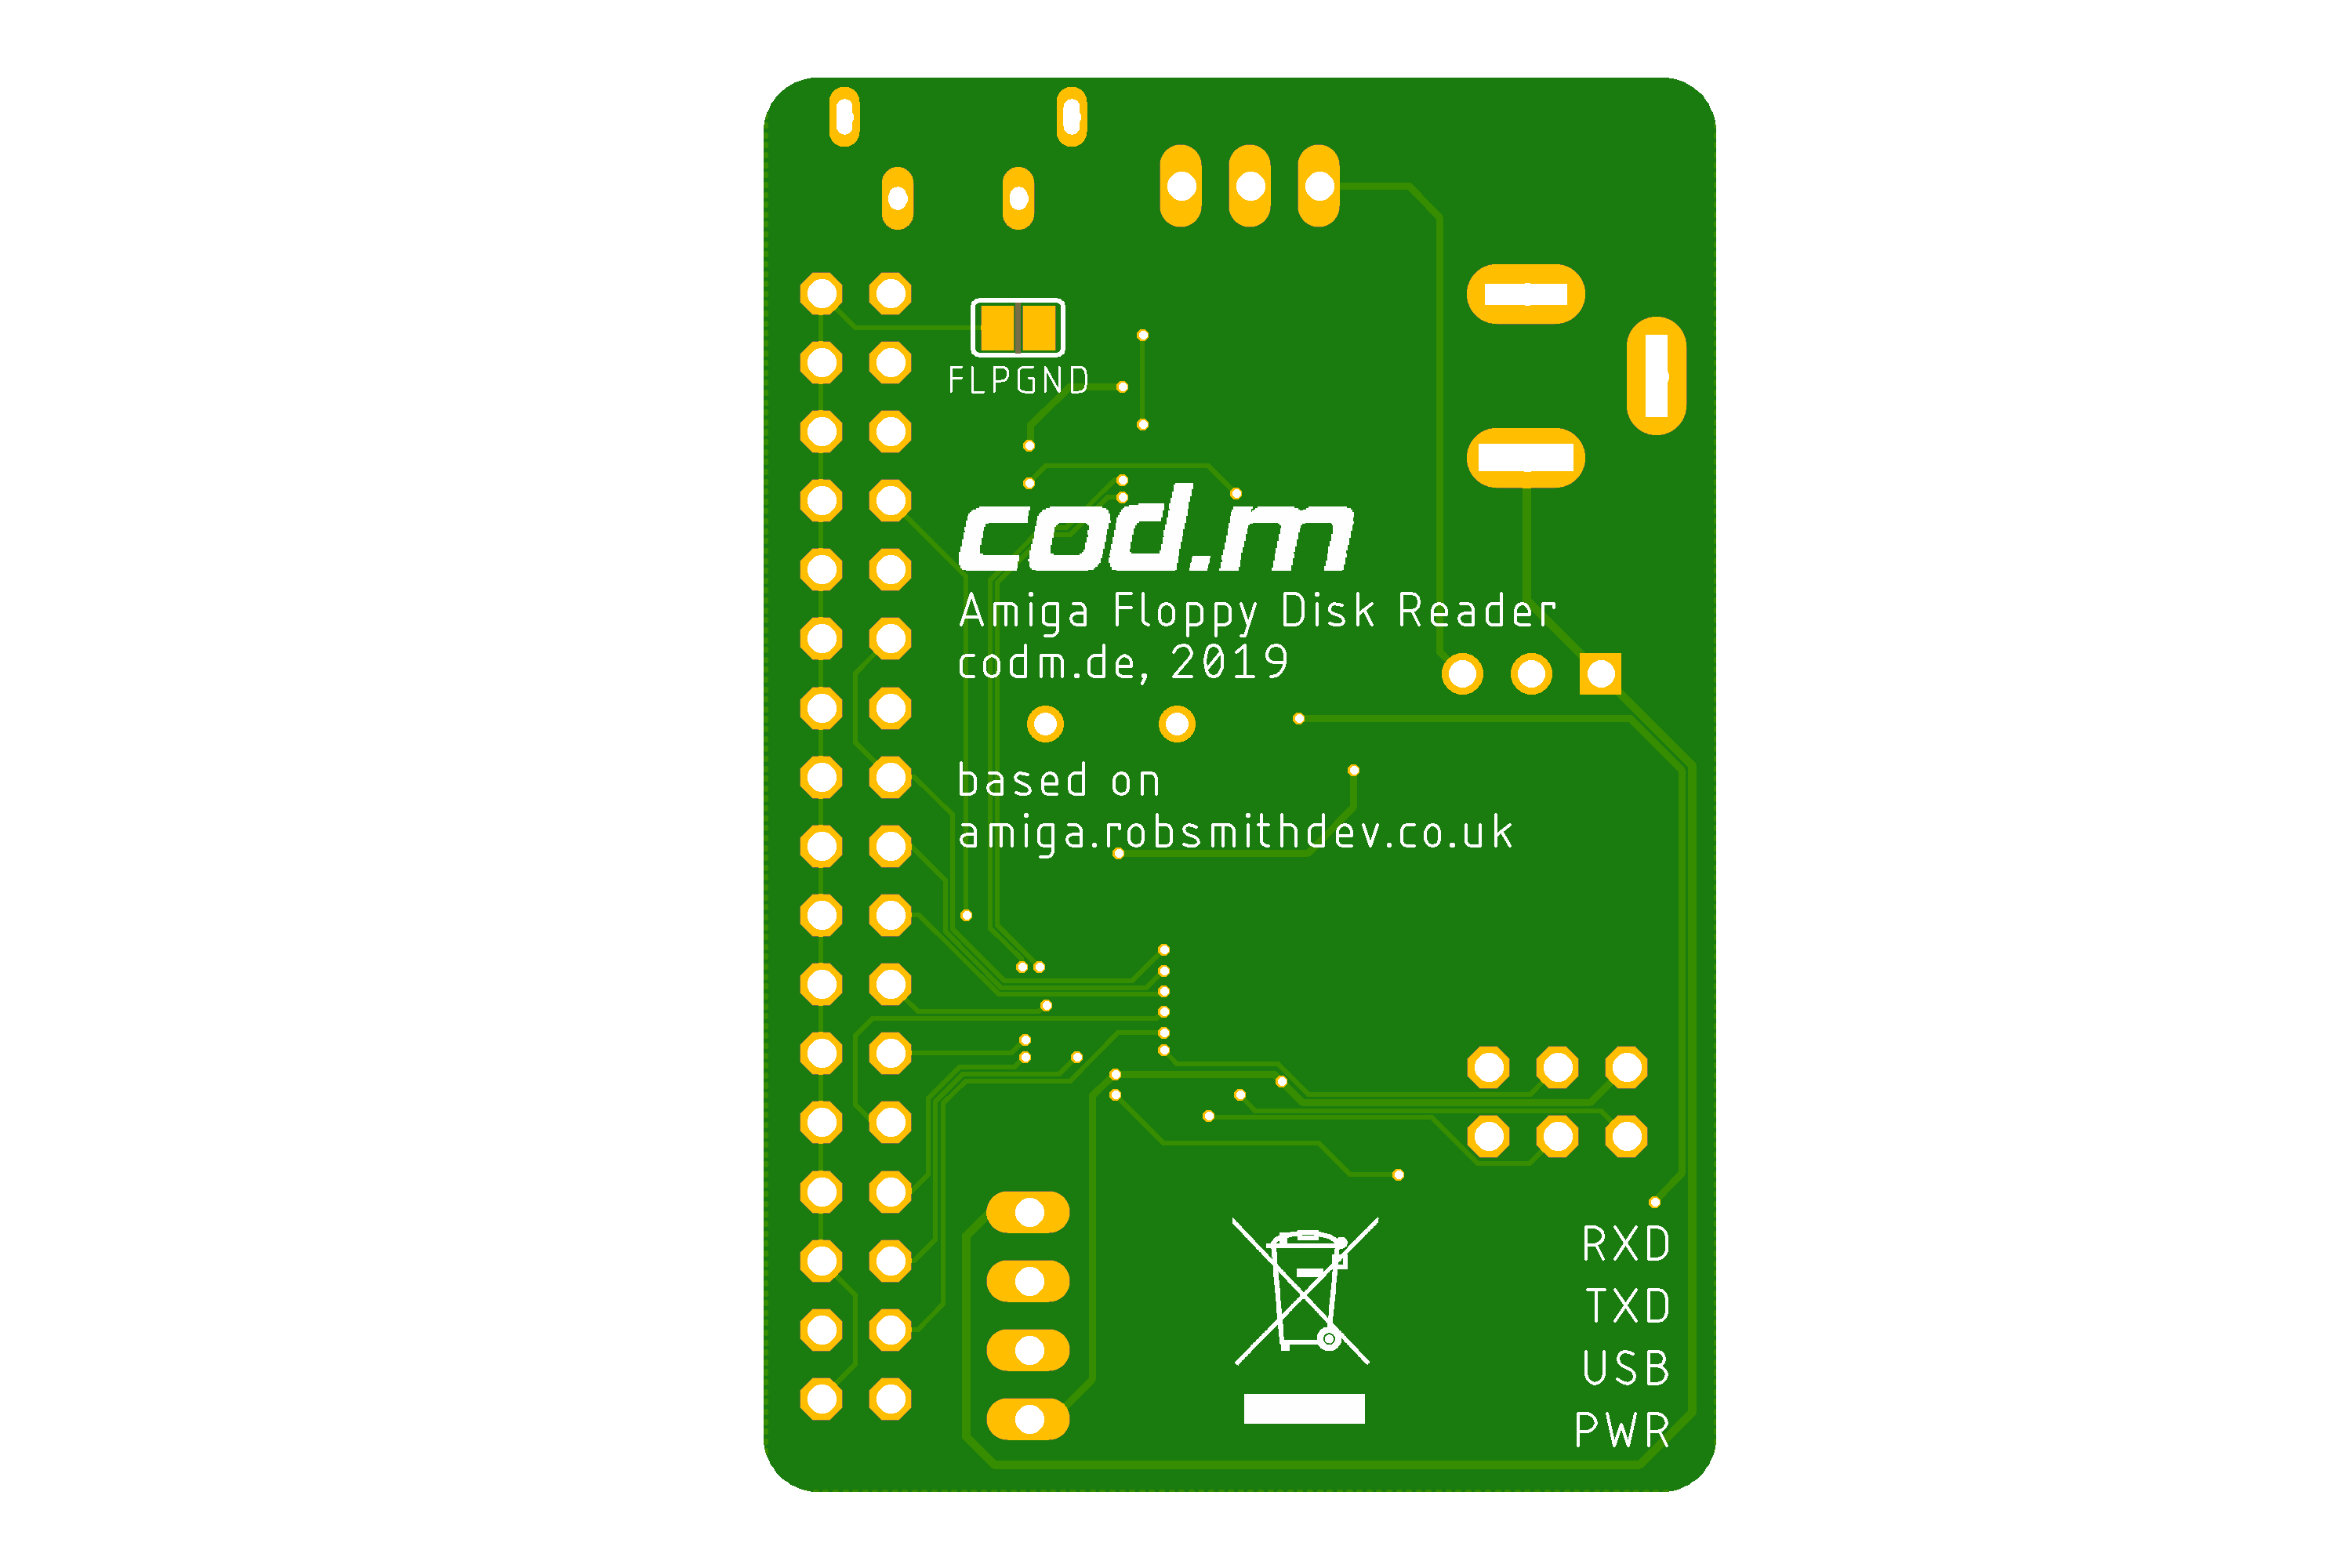 FLPGND
cod.m
Amiga Floppy Disk Reader
codm.de, 2019
based on
amiga.robsmithdev.co.uk
RXD
TXD
USB
PWR